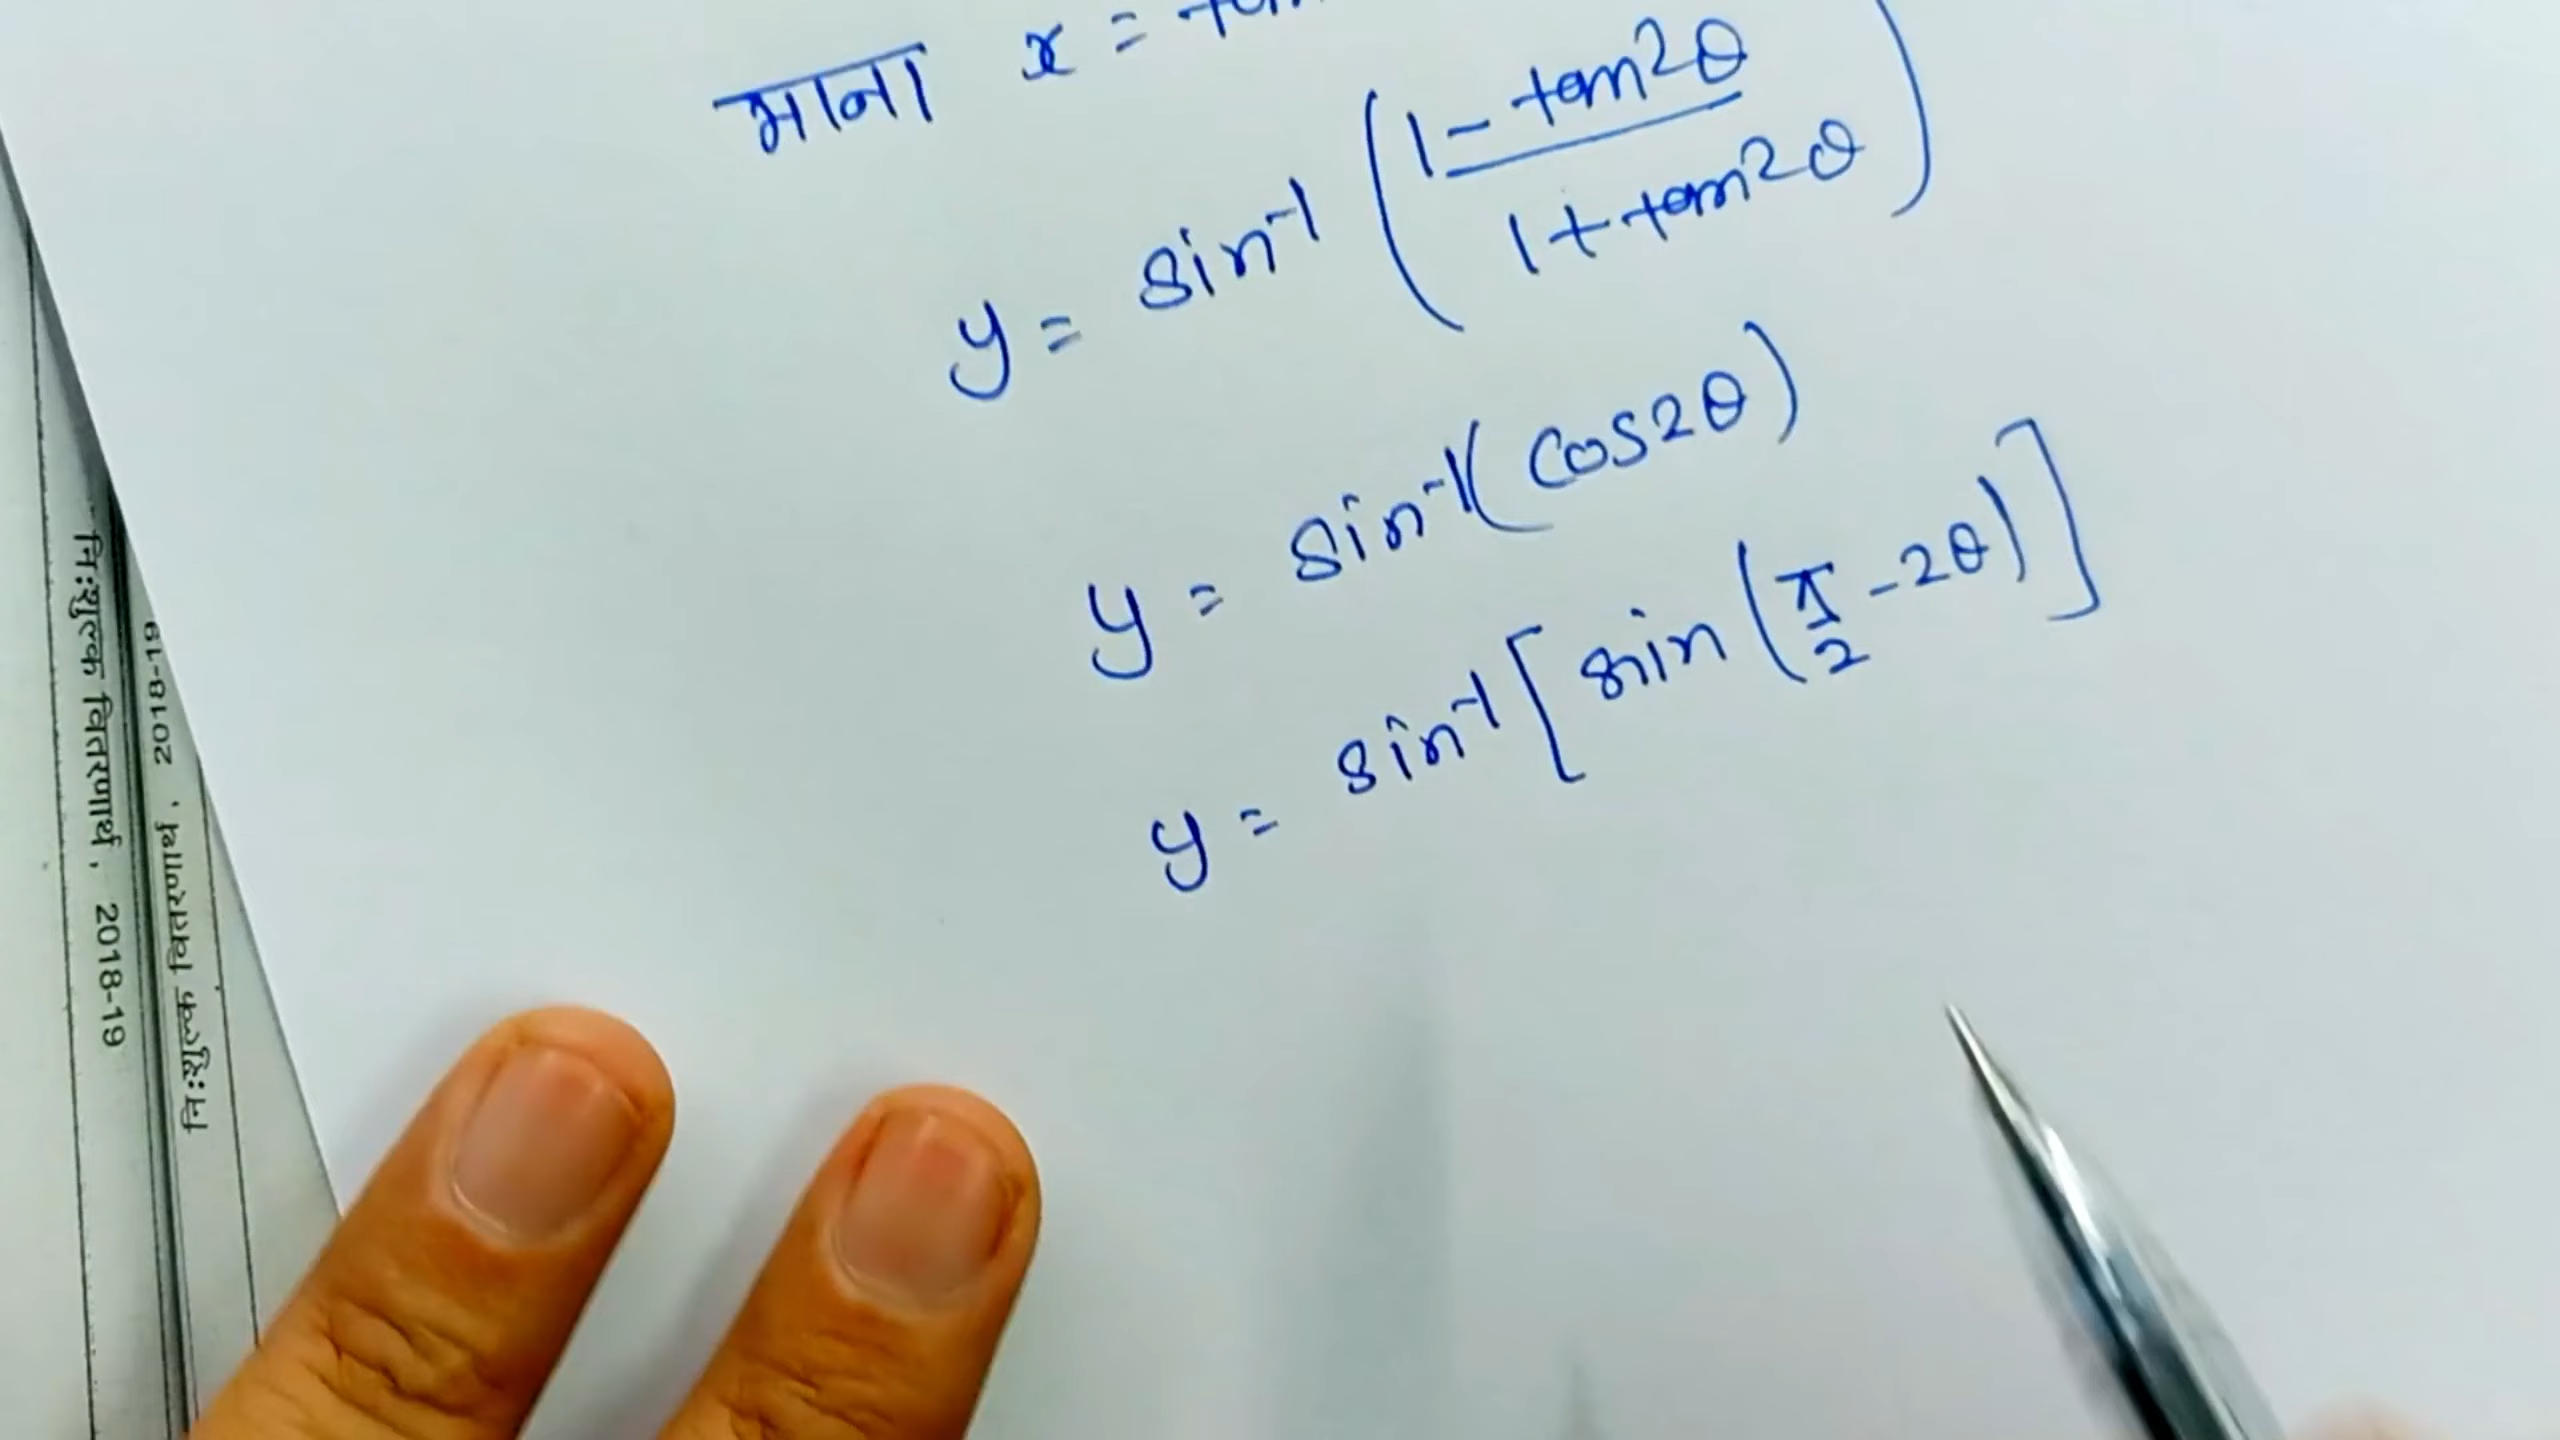 माना x = tan
y = sin⁻¹ (1 - tan²θ / 1 + tan²θ)
y = sin⁻¹( cos2θ)
y = sin⁻¹ [ sin (π/2 - 2θ) ]
नि:शुल्क वितरणार्थ, 2018-19
नि:शुल्क वितरणार्थ, 2018-19